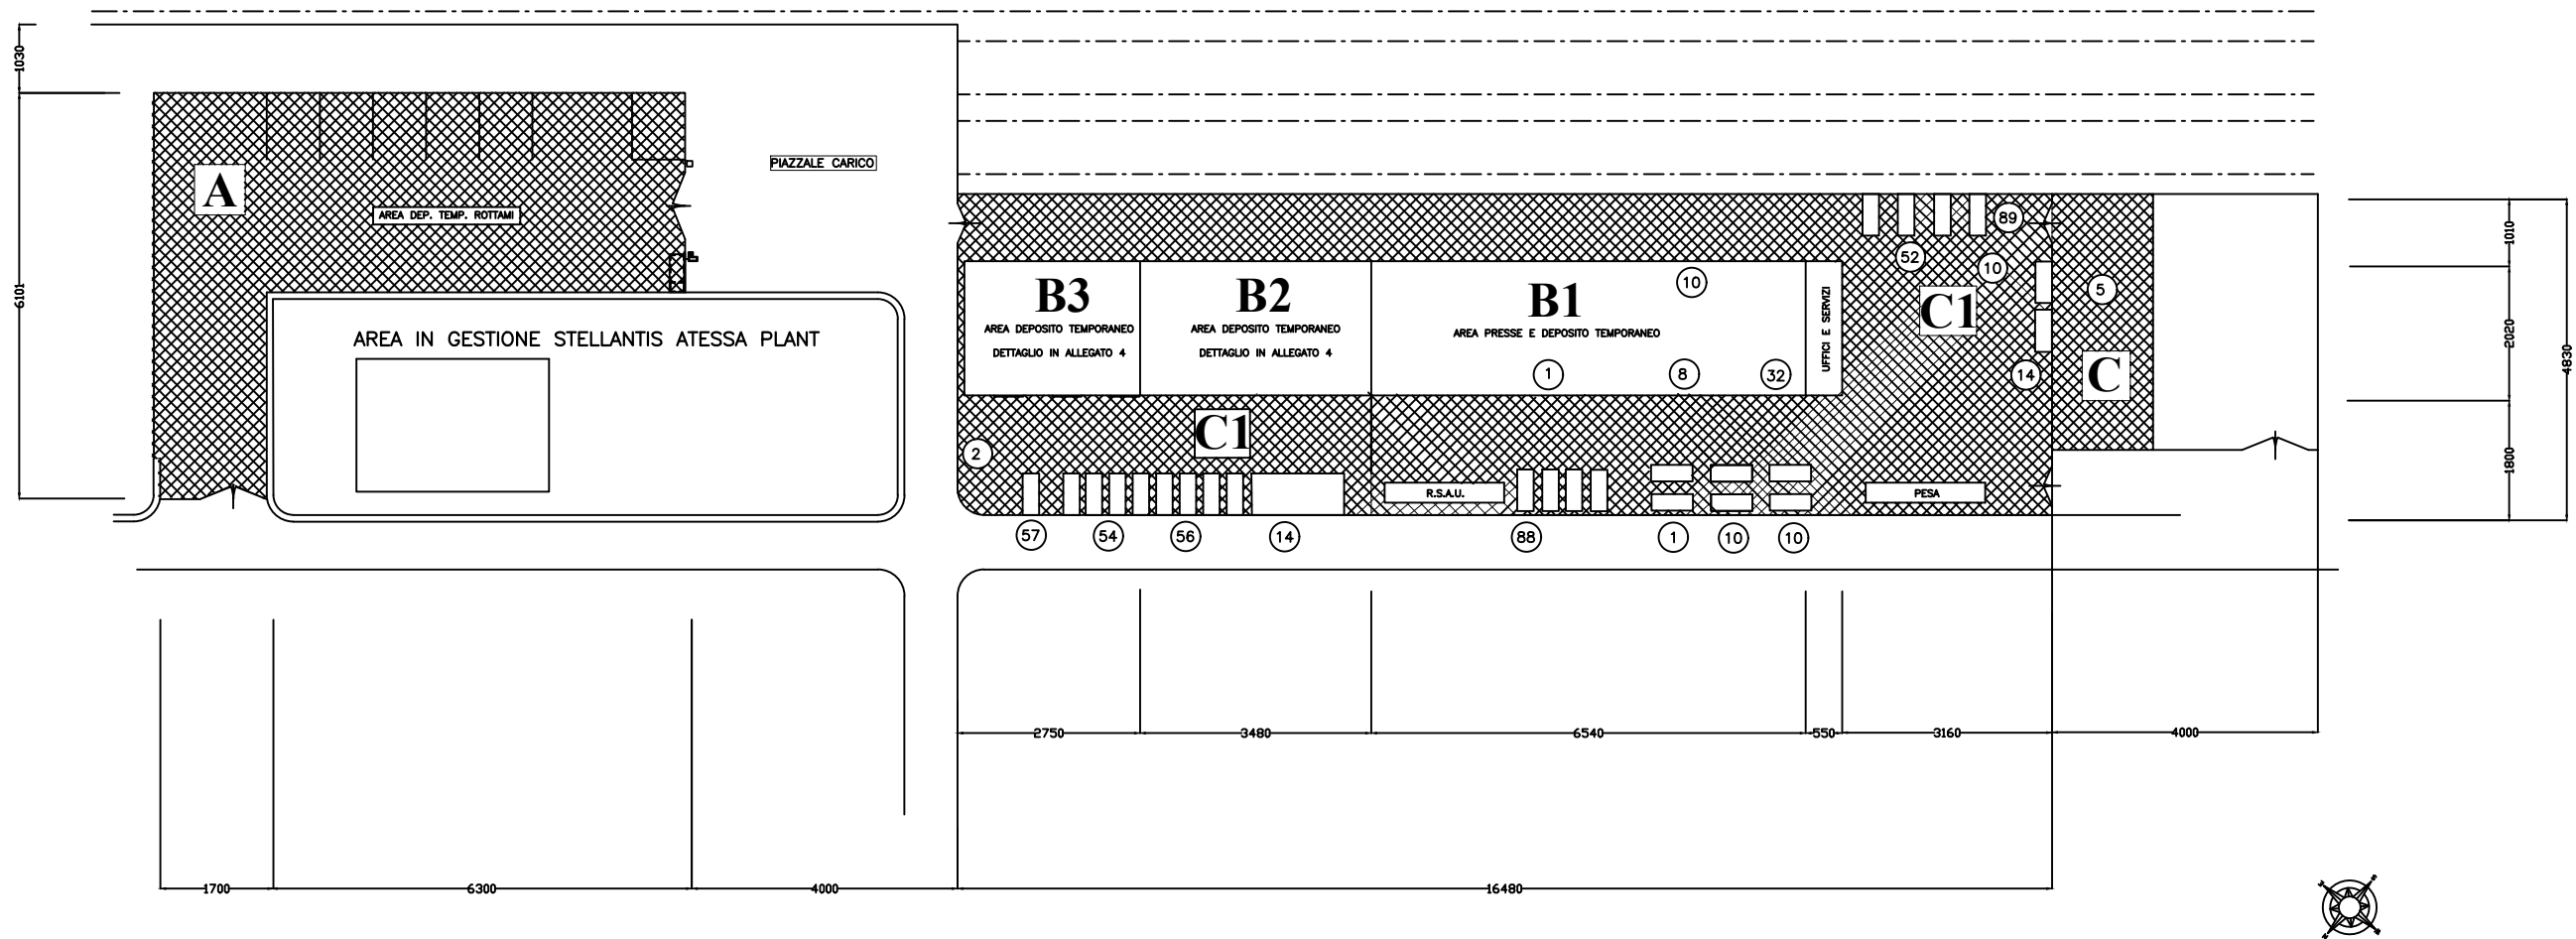 1030
6101
A
AREA DEP. TEMP. ROTTAMI
PIAZZALE CARICO
AREA IN GESTIONE STELLANTIS ATESSA PLANT
B3
AREA DEPOSITO TEMPORANEO
DETTAGLIO IN ALLEGATO 4
B2
AREA DEPOSITO TEMPORANEO
DETTAGLIO IN ALLEGATO 4
B1
AREA PRESSE E DEPOSITO TEMPORANEO
10
1
8
32
UFFICI E SERVIZI
89
52
10
C1
5
14
C
C1
2
R.S.A.U.
PESA
57
54
56
14
88
1
10
10
1010
2020
1800
4830
2750
3480
6540
550
3160
4000
1700
6300
4000
16480